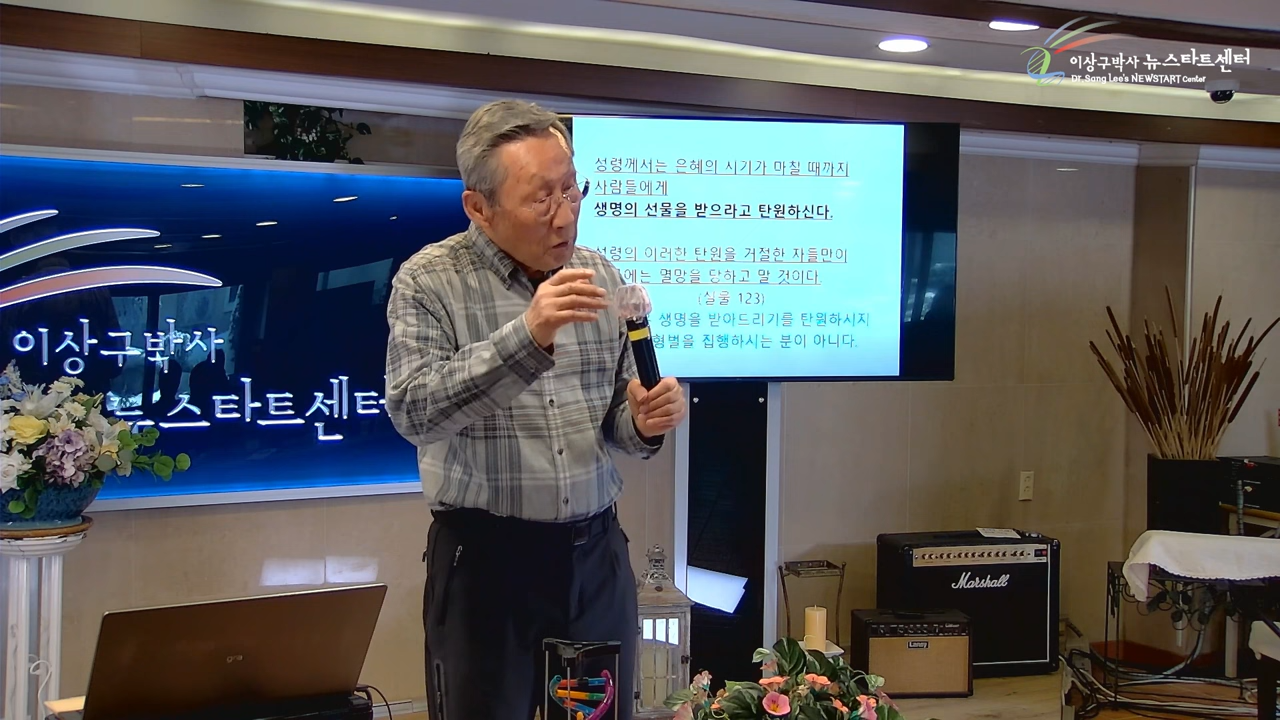 이상구박사 뉴스타트센터
Dr. Sang Lee's NEWSTART Center
성령께서는 은혜의 시기가 마칠 때까지
사람들에게
생명의 선물을 받으라고 탄원하신다.
성령의 이러한 탄원을 거절한 자들만이
멸망을 당하고 말 것이다.
(실물 123)
생명을 받아드리기를 탄원하시지
형벌을 집행하시는 분이 아니다.
이상구박사
뉴스타트센터
Marshall
Laney
gram